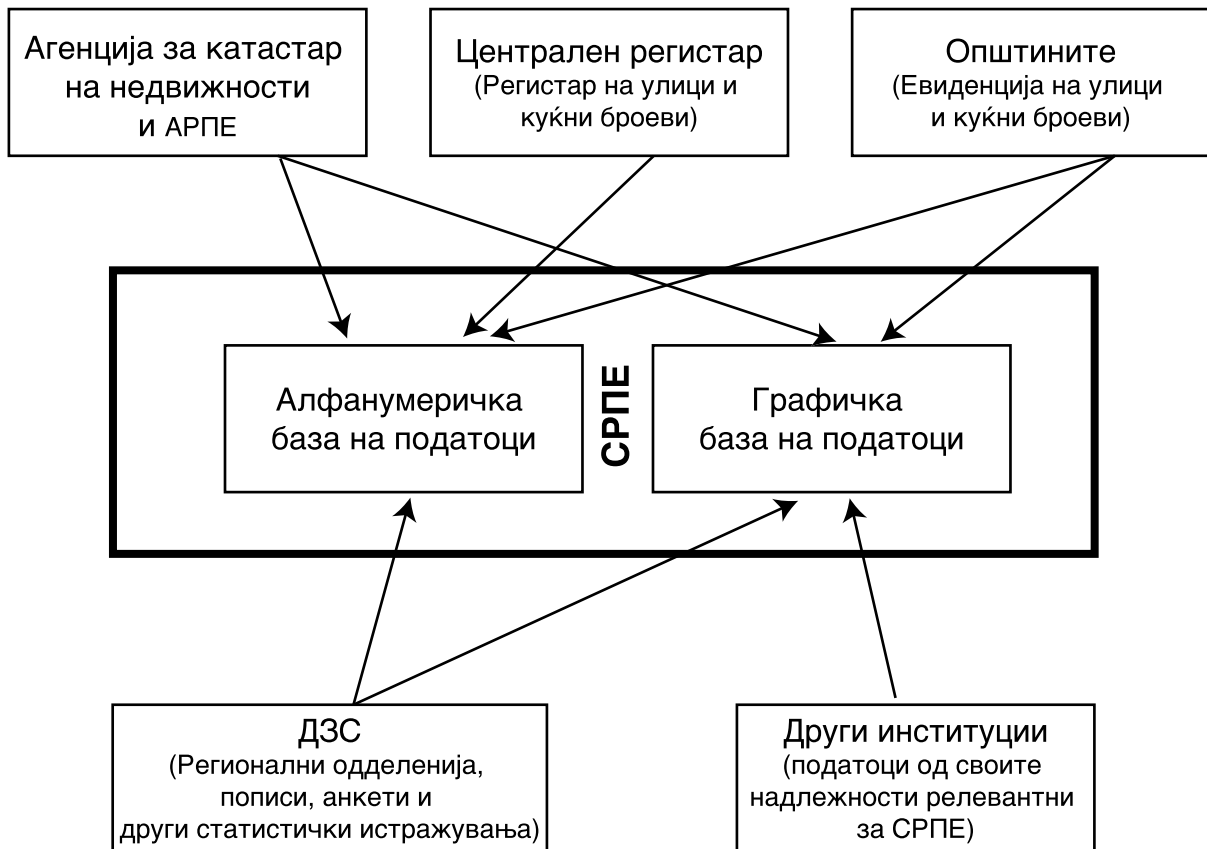 Агенција за катастар
на недвижности
и АРПЕ
Централен регистар
(Регистар на улици и
куќни броеви)
Општините
(Евиденција на улици
и куќни броеви)
Алфанумеричка
база на податоци
СРПЕ
Графичка
база на податоци
ДЗС
(Регионални одделенија,
пописи, анкети и
други статистички истражувања)
Други институции
(податоци од своите
надлежности релевантни
за СРПЕ)